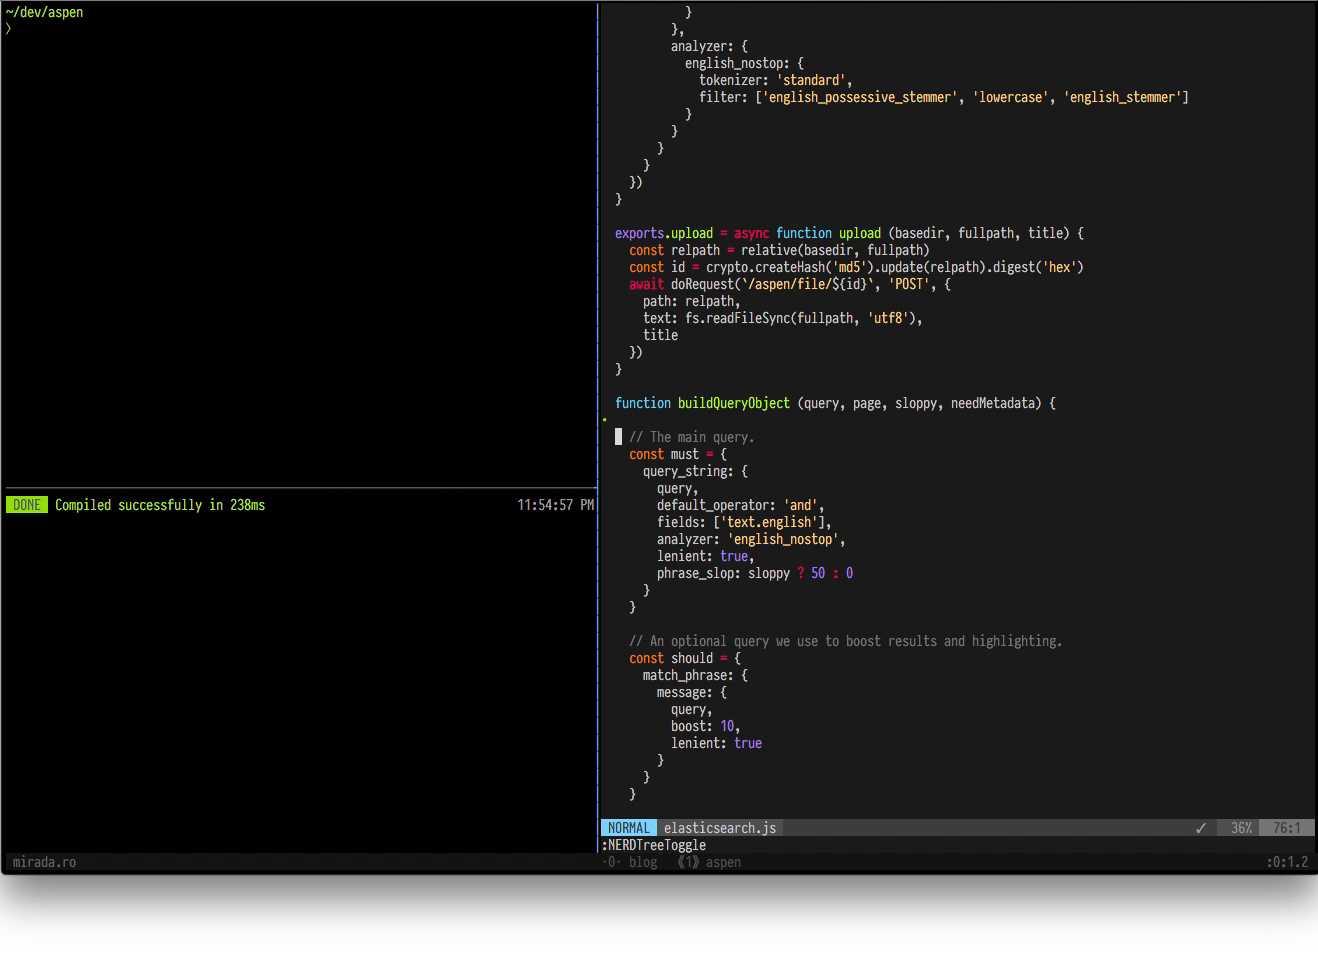 ~/dev/aspen
❯
DONE Compiled successfully in 238ms 11:54:57 PM
}
},
analyzer: {
english_nostop: {
tokenizer: 'standard',
filter: ['english_possessive_stemmer', 'lowercase', 'english_stemmer']
}
}
}
}
})
}
exports.upload = async function upload (basedir, fullpath, title) {
const relpath = relative(basedir, fullpath)
const id = crypto.createHash('md5').update(relpath).digest('hex')
await doRequest(`/aspen/file/${id}`, 'POST', {
path: relpath,
text: fs.readFileSync(fullpath, 'utf8'),
title
})
}
function buildQueryObject (query, page, sloppy, needMetadata) {
// The main query.
const must = {
query_string: {
query,
default_operator: 'and',
fields: ['text.english'],
analyzer: 'english_nostop',
lenient: true,
phrase_slop: sloppy ? 50 : 0
}
}
// An optional query we use to boost results and highlighting.
const should = {
match_phrase: {
message: {
query,
boost: 10,
lenient: true
}
}
}
NORMAL elasticsearch.js ✓ 36% 76:1
:NERDTreeToggle
mirada.ro ·0· blog ⟪1⟫ aspen :0:1.2